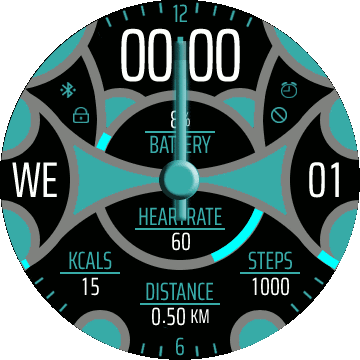 12
00:00
8%
BATTERY
WE
01
HEARTRATE
60
KCALS
15
STEPS
1000
DISTANCE
0.50 KM
6